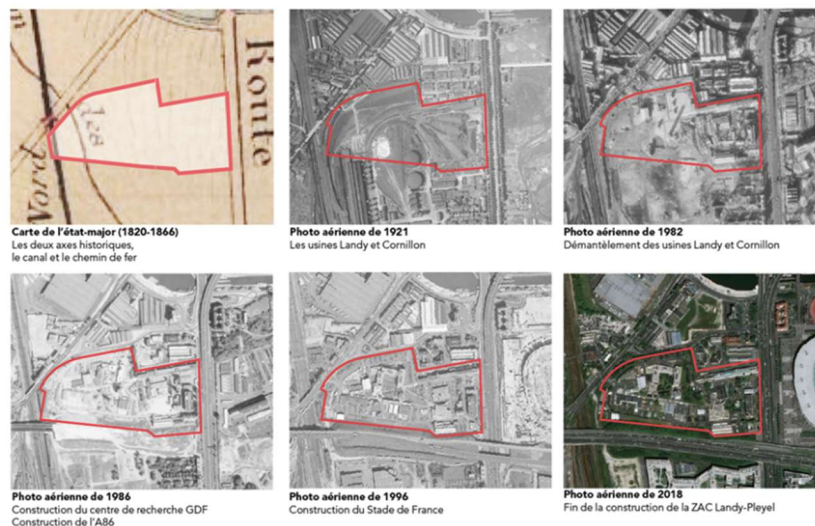 Nord
des
Route
Carte de l'état-major (1820-1866)
Les deux axes historiques,
le canal et le chemin de fer
Photo aérienne de 1921
Les usines Landy et Cornillon
Photo aérienne de 1982
Démantèlement des usines Landy et Cornillon
Photo aérienne de 1986
Construction du centre de recherche GDF
Construction de l'A86
Photo aérienne de 1996
Construction du Stade de France
Photo aérienne de 2018
Fin de la construction de la ZAC Landy-Pleyel